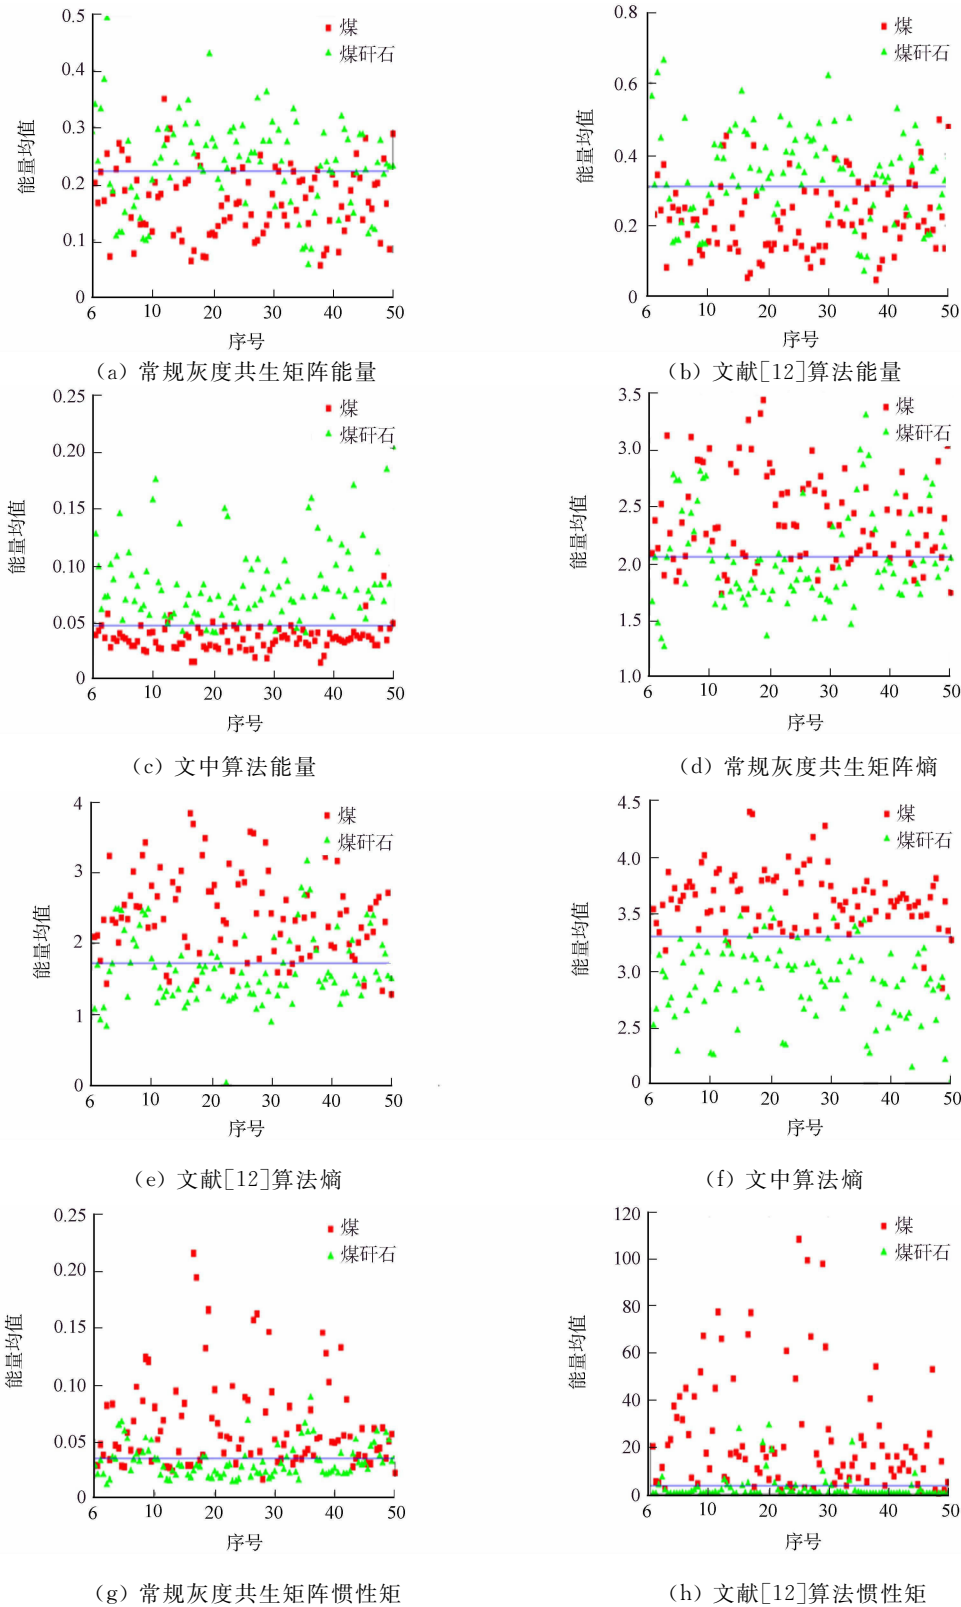 0.5
0.4
0.3
0.2
0.1
0
能量均值
煤
煤矸石
6 10 20 30 40 50
序号
(a) 常规灰度共生矩阵能量
0.8
0.6
0.4
0.2
0
能量均值
煤
煤矸石
6 10 20 30 40 50
序号
(b) 文献[12]算法能量
0.25
0.20
0.15
0.10
0.05
0
能量均值
煤
煤矸石
6 10 20 30 40 50
序号
(c) 文中算法能量
3.5
3.0
2.5
2.0
1.5
1.0
能量均值
煤
煤矸石
6 10 20 30 40 50
序号
(d) 常规灰度共生矩阵熵
4
3
2
1
0
能量均值
煤
煤矸石
6 10 20 30 40 50
序号
(e) 文献[12]算法熵
4.5
4.0
3.5
3.0
2.5
0
能量均值
煤
煤矸石
6 10 20 30 40 50
序号
(f) 文中算法熵
0.25
0.20
0.15
0.10
0.05
0
能量均值
煤
煤矸石
6 10 20 30 40 50
序号
(g) 常规灰度共生矩阵惯性矩
120
100
80
60
40
20
0
能量均值
煤
煤矸石
6 10 20 30 40 50
序号
(h) 文献[12]算法惯性矩